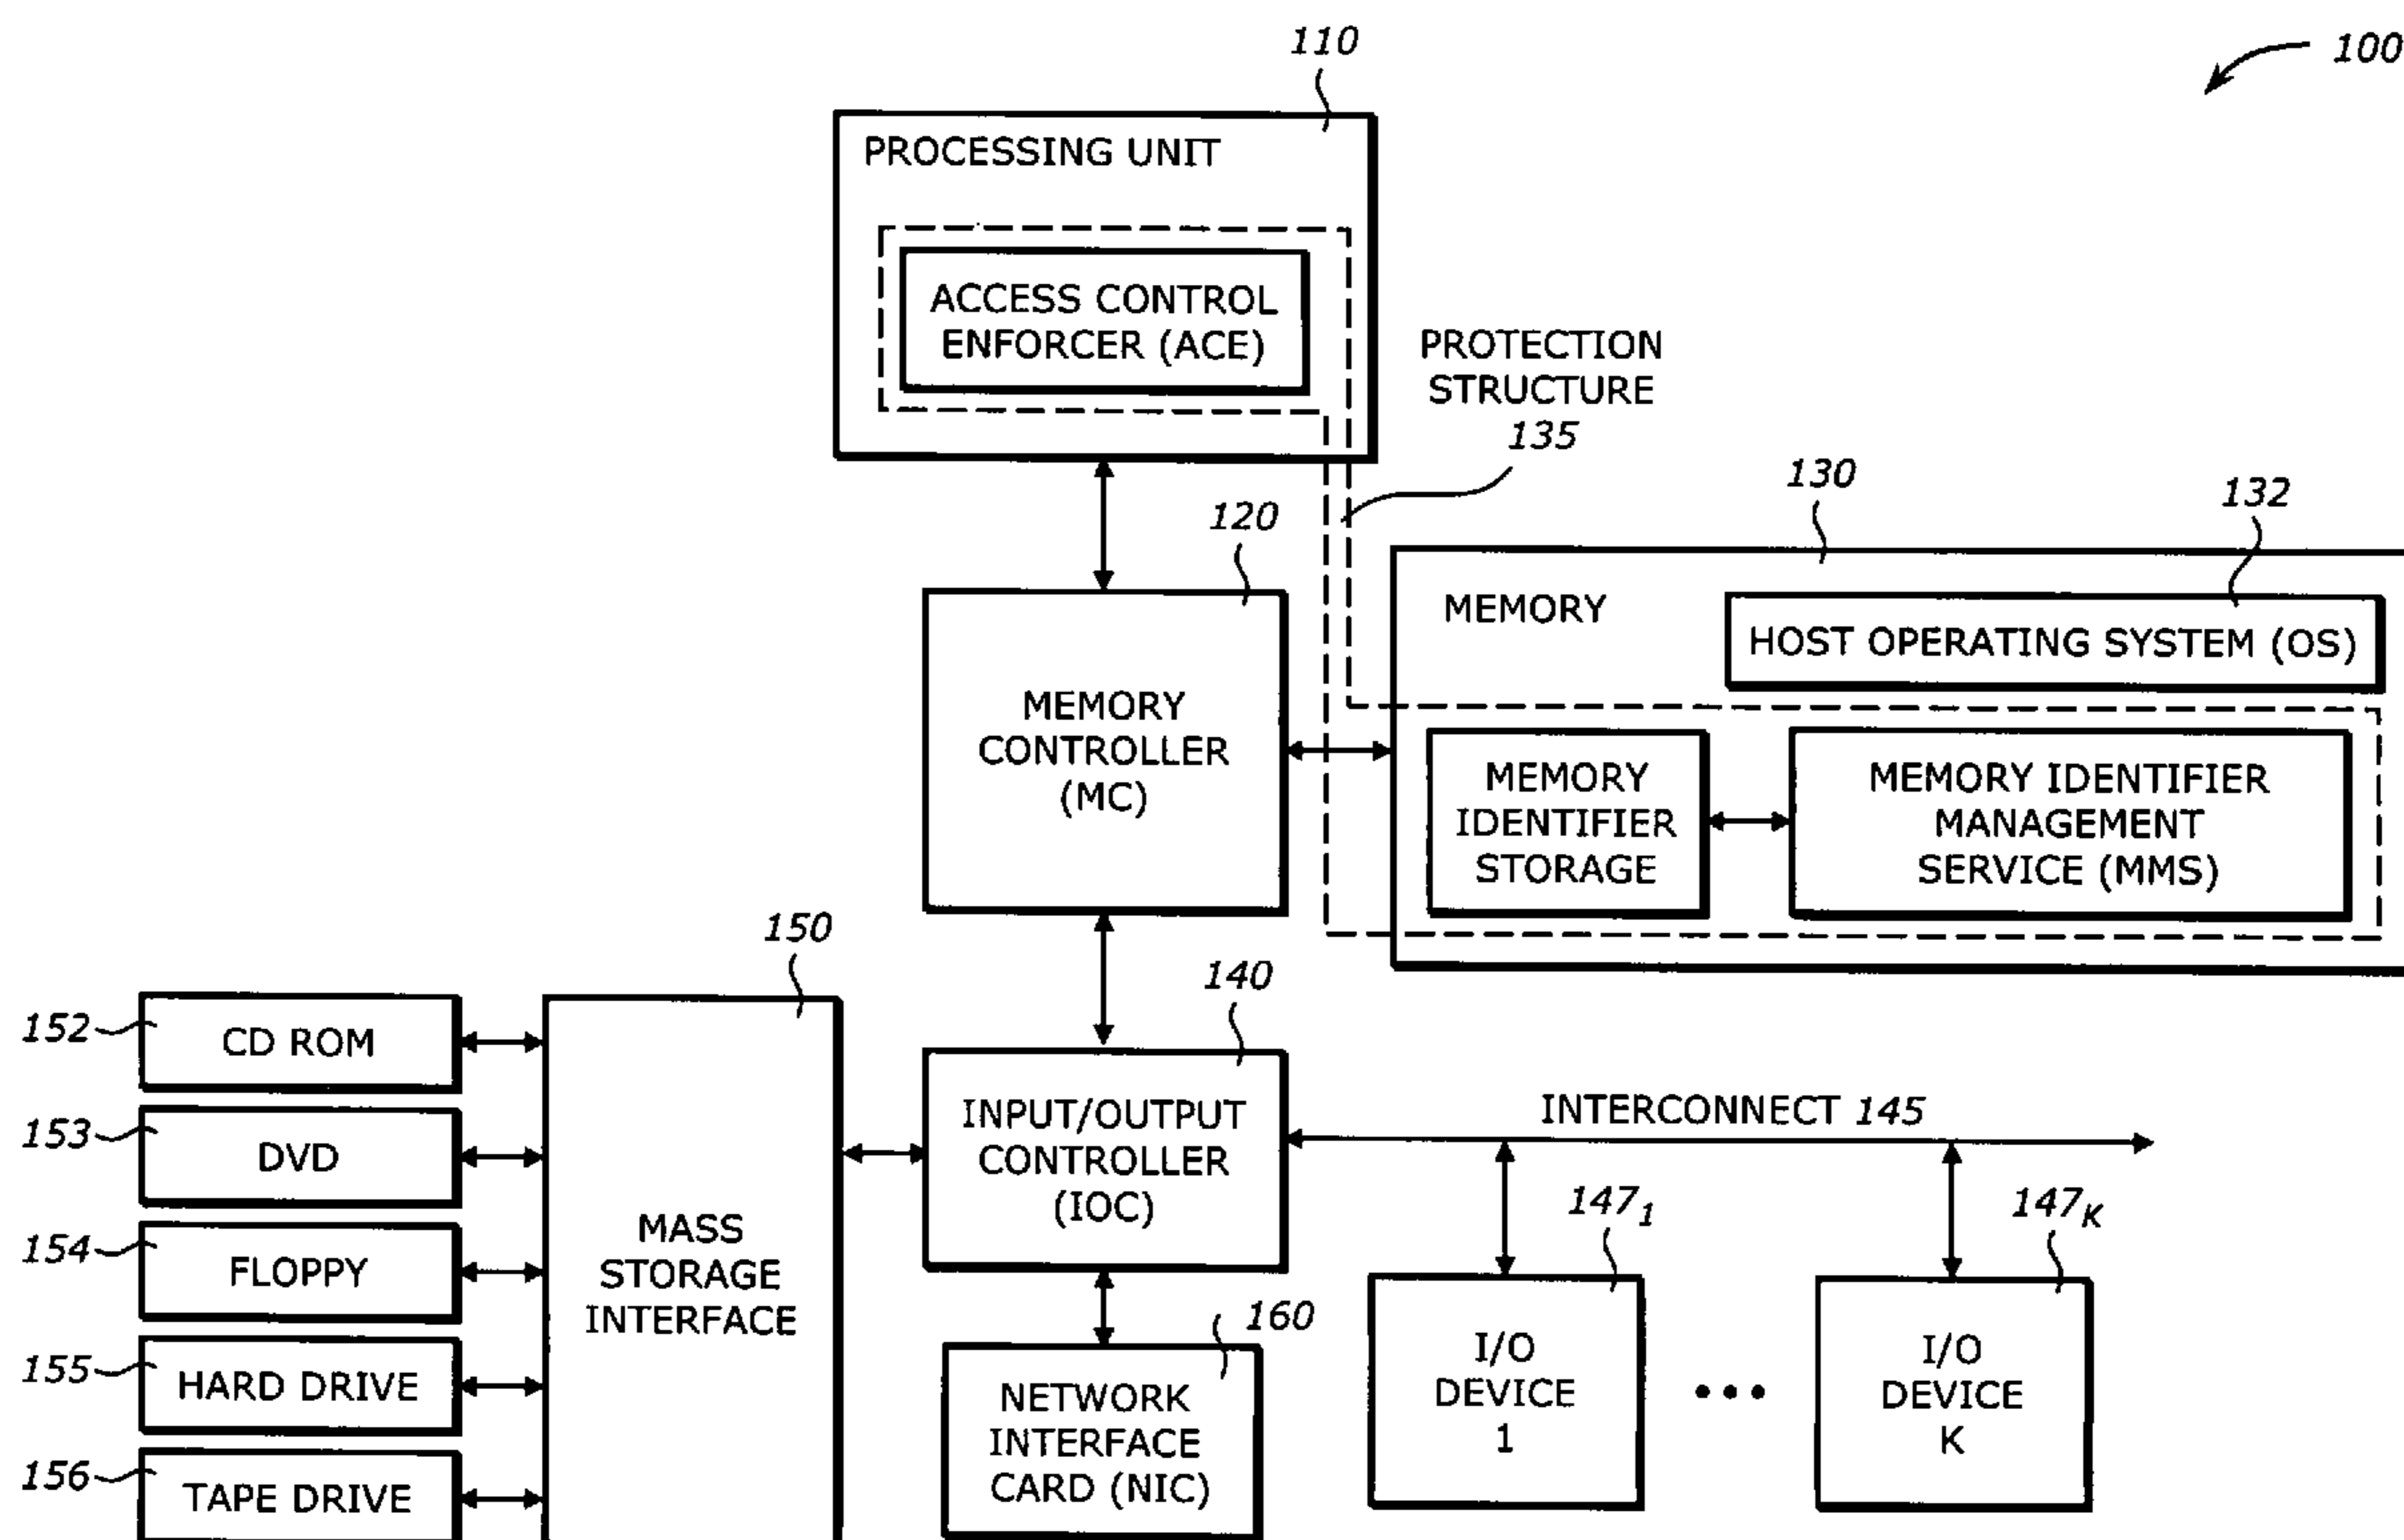 110
100
PROCESSING UNIT
ACCESS CONTROL
ENFORCER (ACE)
PROTECTION
STRUCTURE
135
130
132
120
MEMORY
HOST OPERATING SYSTEM (OS)
MEMORY
CONTROLLER
(MC)
MEMORY
IDENTIFIER
STORAGE
MEMORY IDENTIFIER
MANAGEMENT
SERVICE (MMS)
150
140
152
CD ROM
153
DVD
154
FLOPPY
155
HARD DRIVE
156
TAPE DRIVE
MASS
STORAGE
INTERFACE
INPUT/OUTPUT
CONTROLLER
(IOC)
INTERCONNECT 145
147₁
147K
160
NETWORK
INTERFACE
CARD (NIC)
I/O
DEVICE
1
•••
I/O
DEVICE
K